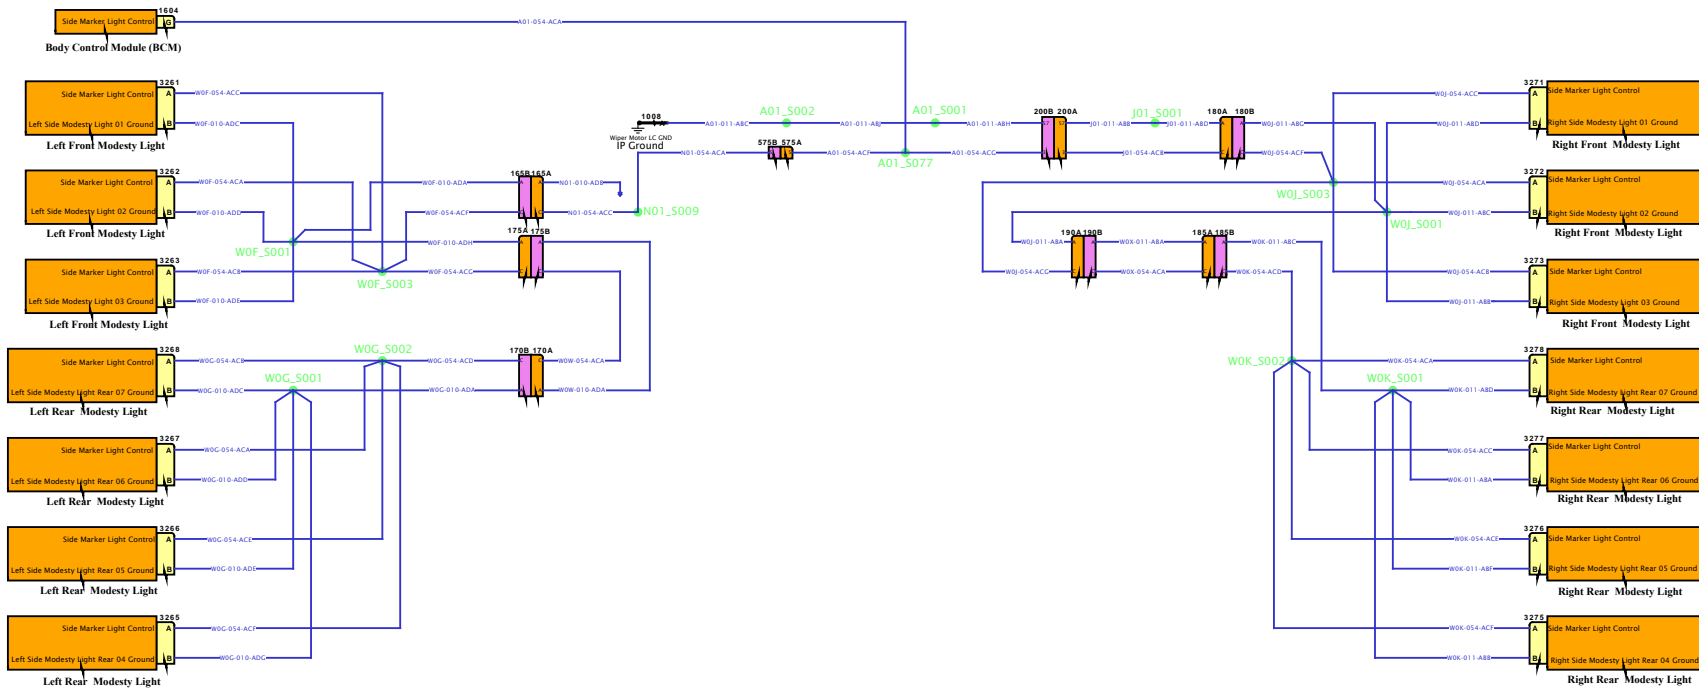 1604
Side Marker Light Control
G
A01-054-ACA
Body Control Module (BCM)
3261
Side Marker Light Control
A
W0F-054-ACC
Left Side Modesty Light 01 Ground
B
W0F-010-ADC
Left Front Modesty Light
3262
Side Marker Light Control
A
W0F-054-ACA
Left Side Modesty Light 02 Ground
B
W0F-010-ADD
Left Front Modesty Light
3263
Side Marker Light Control
A
W0F-054-ACB
Left Side Modesty Light 03 Ground
B
W0F-010-ADE
Left Front Modesty Light
3268
Side Marker Light Control
A
W0G-054-ACB
Left Side Modesty Light Rear 07 Ground
B
W0G-010-ADC
Left Rear Modesty Light
3267
Side Marker Light Control
A
W0G-054-ACA
Left Side Modesty Light Rear 06 Ground
B
W0G-010-ADD
Left Rear Modesty Light
3266
Side Marker Light Control
A
W0G-054-ACE
Left Side Modesty Light Rear 05 Ground
B
W0G-010-ADE
Left Rear Modesty Light
3265
Side Marker Light Control
A
W0G-054-ACF
Left Side Modesty Light Rear 04 Ground
B
W0G-010-ADG
Left Rear Modesty Light
W0F_S001
W0F_S003
W0G_S002
W0G_S001
W0F-010-ADA
W0F-054-ACF
W0F-010-ADH
W0F-054-ACG
W0G-054-ACD
W0G-010-ADA
165B 165A
A A
C C
N01-010-ADB
N01-054-ACC
175A 175B
A A
C C
170B 170A
C C
A A
W0W-054-ACA
W0W-010-ADA
1008
A
Wiper Motor LC GND
IP Ground
N01_S009
N01-054-ACA
575B 575A
A01-011-ABC
A01_S002
A01-011-ABJ
A01_S001
A01-011-ABH
A01-054-ACF
A01_S077
A01-054-ACG
200B 200A
57 57
J01-011-ABB
J01_S001
J01-011-ABD
J01-054-ACB
180A 180B
A A
C C
W0J-011-ABG
W0J-054-ACF
W0J_S003
W0J_S001
W0J-011-ABA
W0J-054-ACG
190A 190B
A A
C C
W0X-011-ABA
W0X-054-ACA
185A 185B
A A
C C
W0K-011-ABC
W0K-054-ACD
W0K_S002
W0K_S001
3271
W0J-054-ACC
A
Side Marker Light Control
W0J-011-ABD
B
Right Side Modesty Light 01 Ground
Right Front Modesty Light
3272
W0J-054-ACA
A
Side Marker Light Control
W0J-011-ABC
B
Right Side Modesty Light 02 Ground
Right Front Modesty Light
3273
W0J-054-ACB
A
Side Marker Light Control
W0J-011-ABB
B
Right Side Modesty Light 03 Ground
Right Front Modesty Light
3278
W0K-054-ACA
A
Side Marker Light Control
W0K-011-ABD
B
Right Side Modesty Light Rear 07 Ground
Right Rear Modesty Light
3277
W0K-054-ACC
A
Side Marker Light Control
W0K-011-ABA
B
Right Side Modesty Light Rear 06 Ground
Right Rear Modesty Light
3276
W0K-054-ACE
A
Side Marker Light Control
W0K-011-ABF
B
Right Side Modesty Light Rear 05 Ground
Right Rear Modesty Light
3275
W0K-054-ACF
A
Side Marker Light Control
W0K-011-ABB
B
Right Side Modesty Light Rear 04 Ground
Right Rear Modesty Light